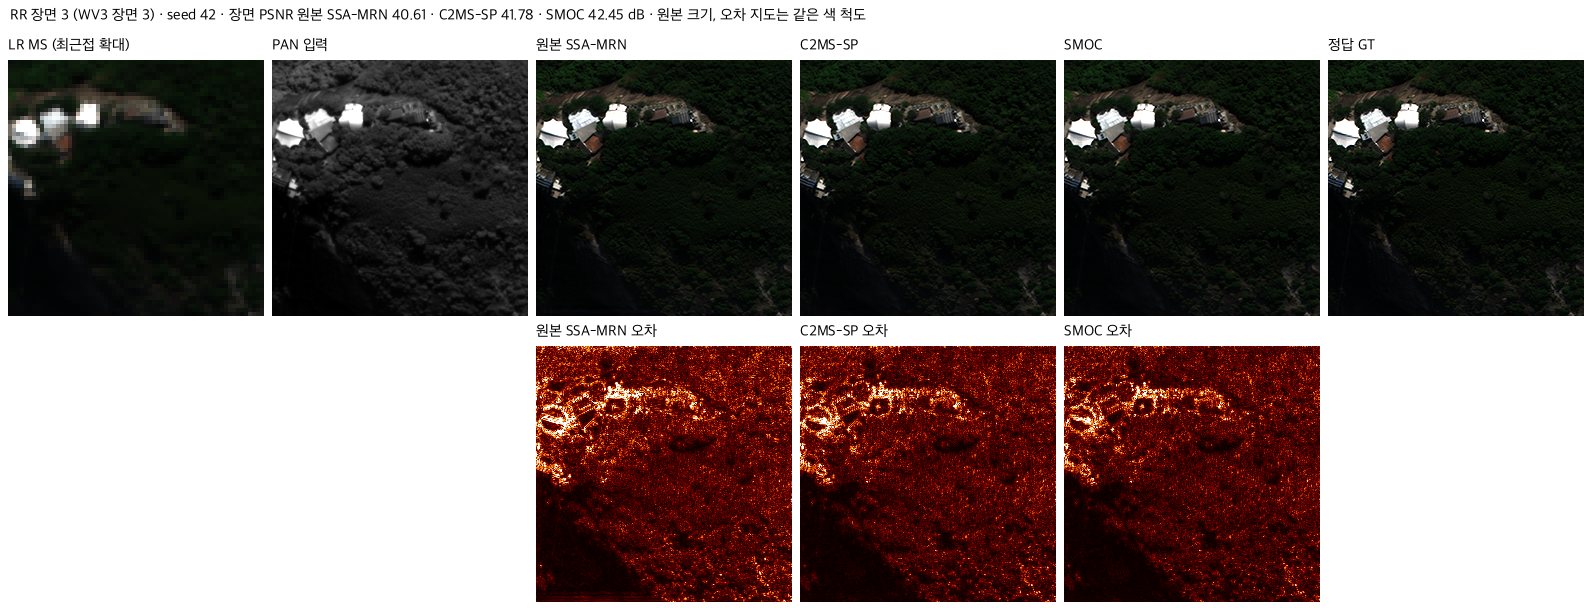 RR 장면 3 (WV3 장면 3) · seed 42 · 장면 PSNR 원본 SSA-MRN 40.61 · C2MS-SP 41.78 · SMOC 42.45 dB · 원본 크기, 오차 지도는 같은 색 척도
LR MS (최근접 확대)
PAN 입력
원본 SSA-MRN
C2MS-SP
SMOC
정답 GT
원본 SSA-MRN 오차
C2MS-SP 오차
SMOC 오차